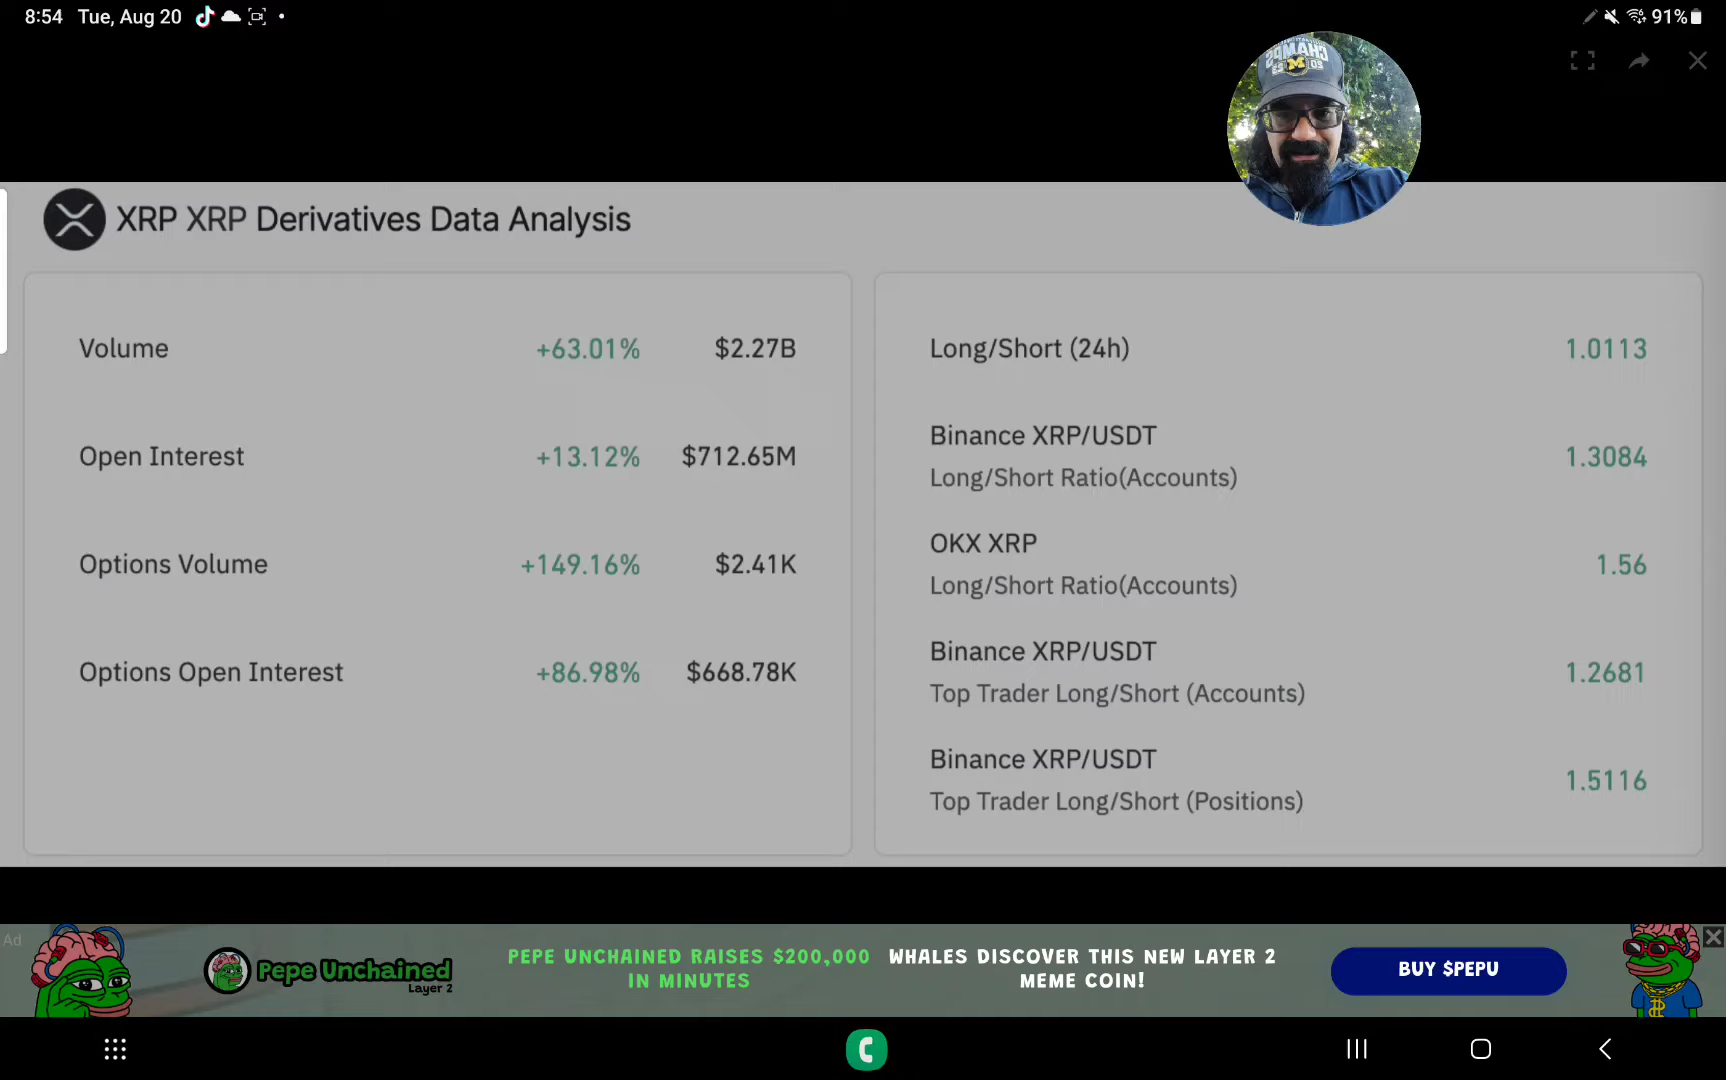 8:54 Tue, Aug 20
91%
XRP XRP Derivatives Data Analysis
Volume +63.01% $2.27B
Open Interest +13.12% $712.65M
Options Volume +149.16% $2.41K
Options Open Interest +86.98% $668.78K
Long/Short (24h) 1.0113
Binance XRP/USDT
Long/Short Ratio(Accounts) 1.3084
OKX XRP
Long/Short Ratio(Accounts) 1.56
Binance XRP/USDT
Top Trader Long/Short (Accounts) 1.2681
Binance XRP/USDT
Top Trader Long/Short (Positions) 1.5116
Ad
Pepe Unchained
Layer 2
PEPE UNCHAINED RAISES $200,000
IN MINUTES
WHALES DISCOVER THIS NEW LAYER 2
MEME COIN!
BUY $PEPU